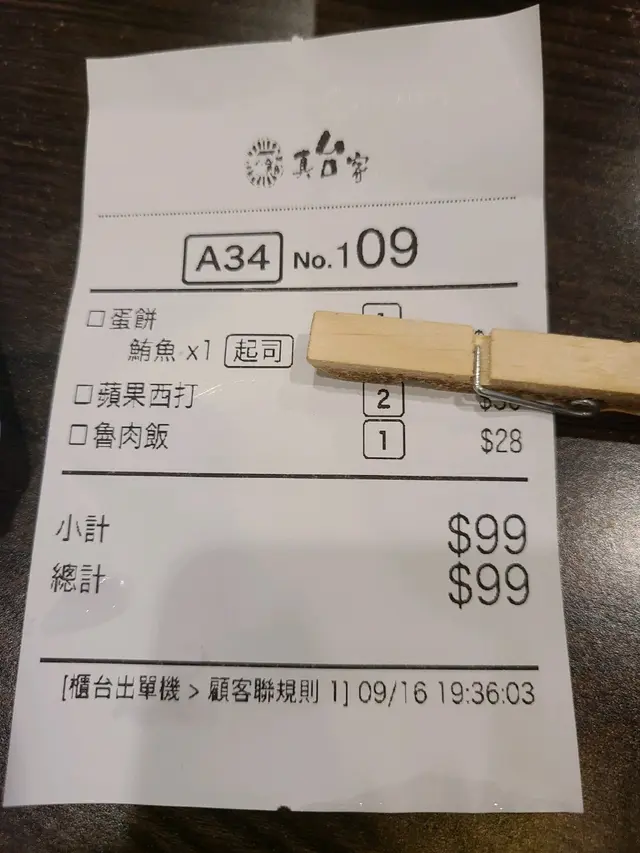 真台客
A34 No.109
□蛋餅
鮪魚 x1 起司
□蘋果西打 2
□魯肉飯 1 $28
小計 $99
總計 $99
[櫃台出單機 > 顧客聯規則 1] 09/16 19:36:03